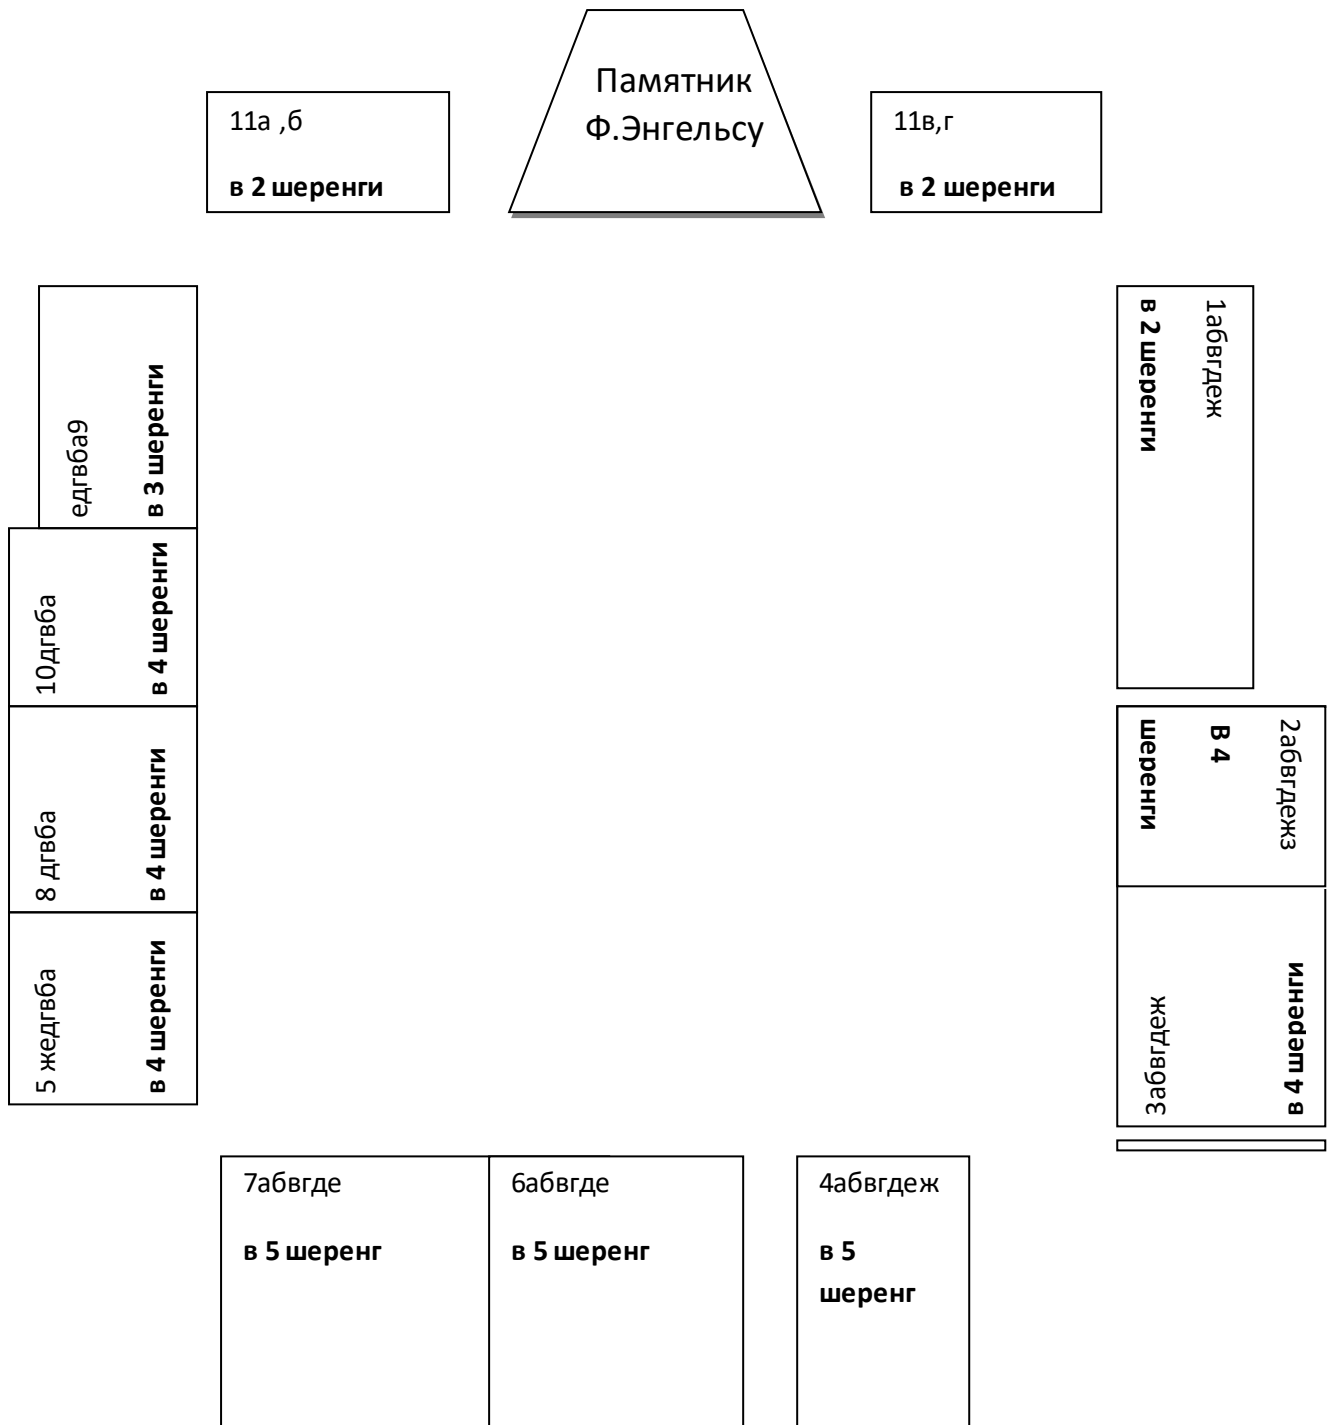 Памятник
Ф.Энгельсу
11а ,б
в 2 шеренги
11в,г
в 2 шеренги
едгвба9
в 3 шеренги
1абвгдеж
в 2 шеренги
10дгвба
в 4 шеренги
2абвгдежз
В 4
шеренги
8 дгвба
в 4 шеренги
3абвгдеж
в 4 шеренги
5 жедгвба
в 4 шеренги
7абвгде
в 5 шеренг
6абвгде
в 5 шеренг
4абвгдеж
в 5
шеренг